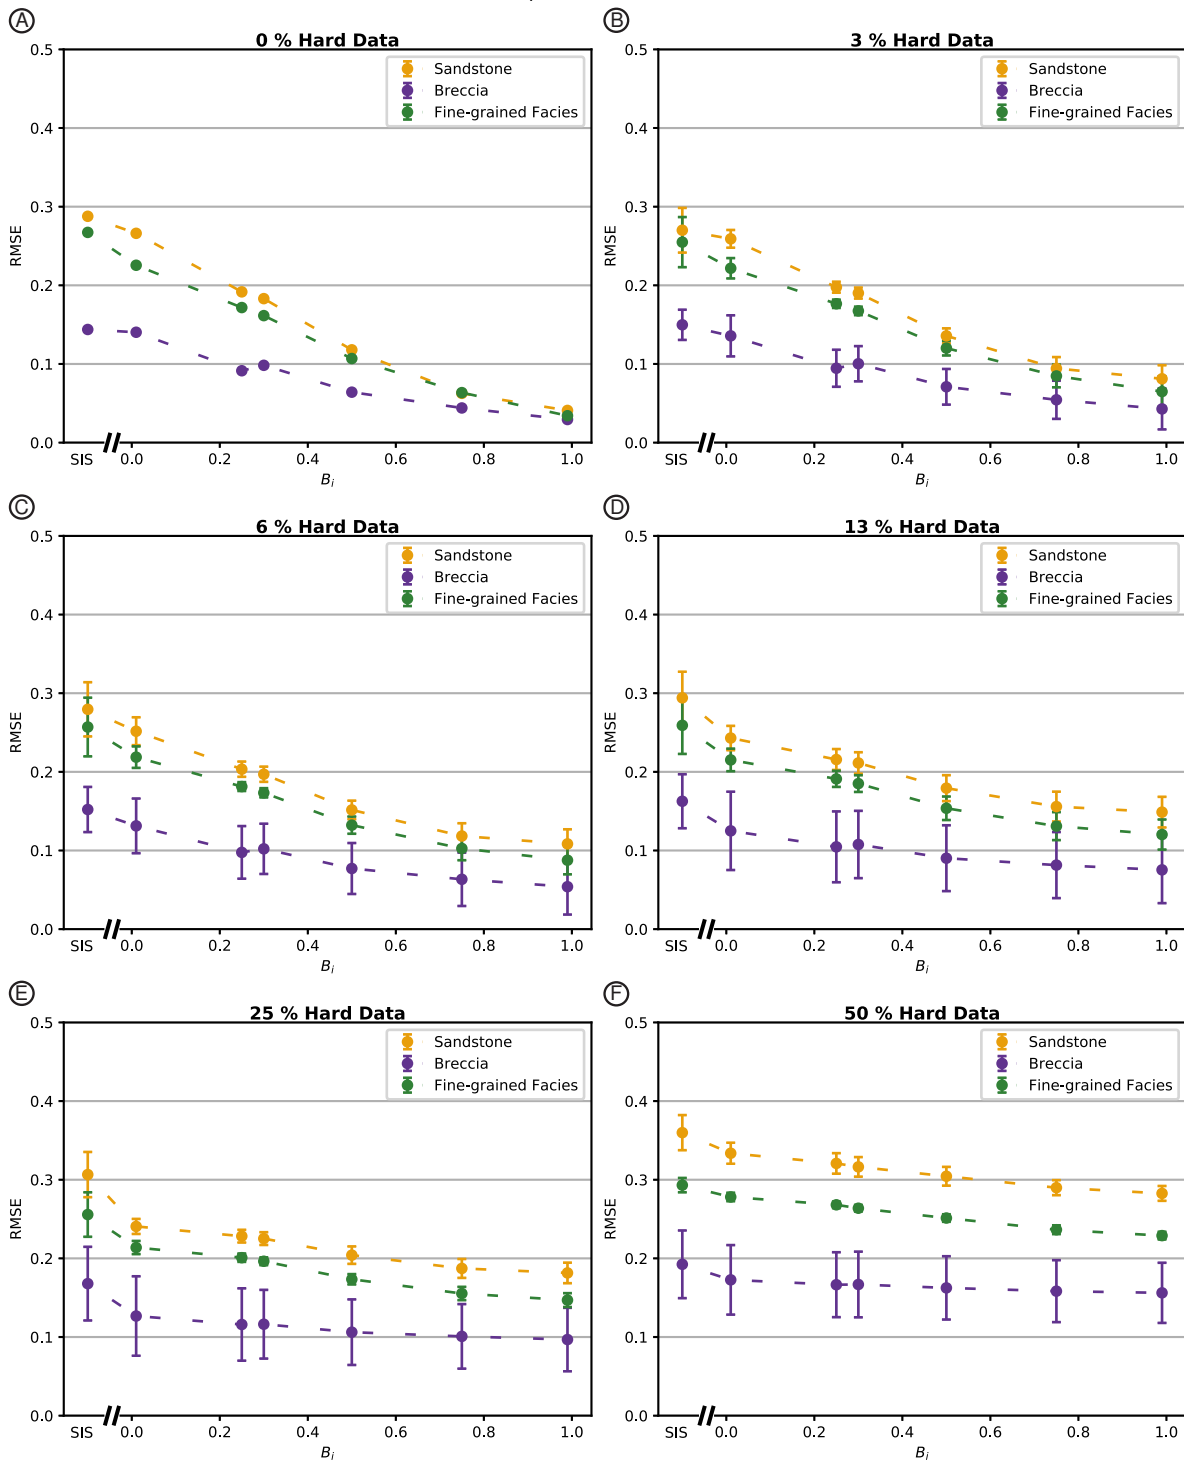 A
0 % Hard Data
0.5
0.4
0.3
0.2
0.1
0.0
RMSE
Sandstone
Breccia
Fine-grained Facies
SIS 0.0 0.2 0.4 0.6 0.8 1.0
B_i
B
3 % Hard Data
0.5
0.4
0.3
0.2
0.1
0.0
RMSE
Sandstone
Breccia
Fine-grained Facies
SIS 0.0 0.2 0.4 0.6 0.8 1.0
B_i
C
6 % Hard Data
0.5
0.4
0.3
0.2
0.1
0.0
RMSE
Sandstone
Breccia
Fine-grained Facies
SIS 0.0 0.2 0.4 0.6 0.8 1.0
B_i
D
13 % Hard Data
0.5
0.4
0.3
0.2
0.1
0.0
RMSE
Sandstone
Breccia
Fine-grained Facies
SIS 0.0 0.2 0.4 0.6 0.8 1.0
B_i
E
25 % Hard Data
0.5
0.4
0.3
0.2
0.1
0.0
RMSE
Sandstone
Breccia
Fine-grained Facies
SIS 0.0 0.2 0.4 0.6 0.8 1.0
B_i
F
50 % Hard Data
0.5
0.4
0.3
0.2
0.1
0.0
RMSE
Sandstone
Breccia
Fine-grained Facies
SIS 0.0 0.2 0.4 0.6 0.8 1.0
B_i